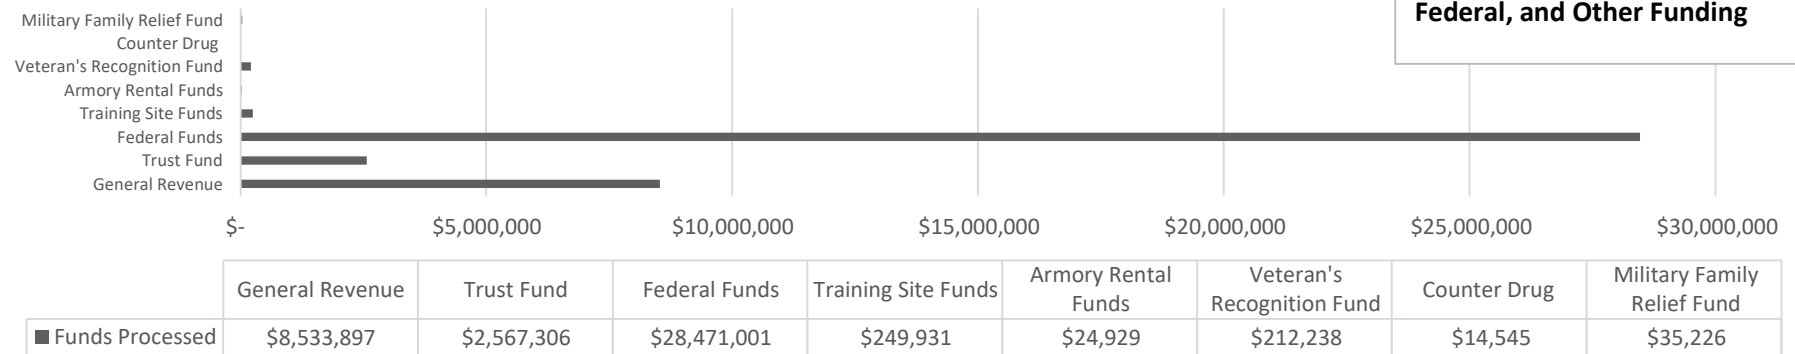 Federal, and Other Funding
Military Family Relief Fund
Counter Drug
Veteran's Recognition Fund
Armory Rental Funds
Training Site Funds
Federal Funds
Trust Fund
General Revenue
$- $5,000,000 $10,000,000 $15,000,000 $20,000,000 $25,000,000 $30,000,000
General Revenue Trust Fund Federal Funds Training Site Funds Armory Rental Funds Veteran's Recognition Fund Counter Drug Military Family Relief Fund
Funds Processed $8,533,897 $2,567,306 $28,471,001 $249,931 $24,929 $212,238 $14,545 $35,226